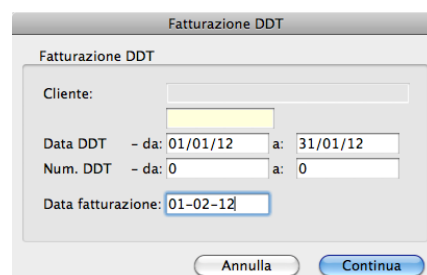 Fatturazione DDT
Fatturazione DDT
Cliente:
Data DDT - da: 01/01/12 a: 31/01/12
Num. DDT - da: 0 a: 0
Data fatturazione: 01-02-12
Annulla Continua